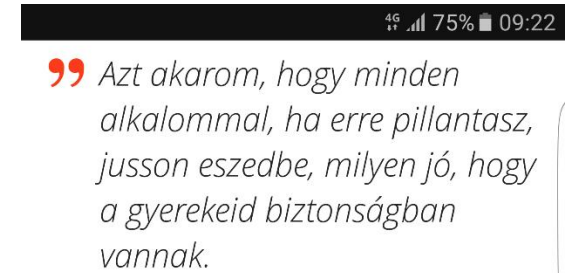 4G 75% 09:22
” Azt akarom, hogy minden
alkalommal, ha erre pillantasz,
jusson eszedbe, milyen jó, hogy
a gyerekeid biztonságban
vannak.